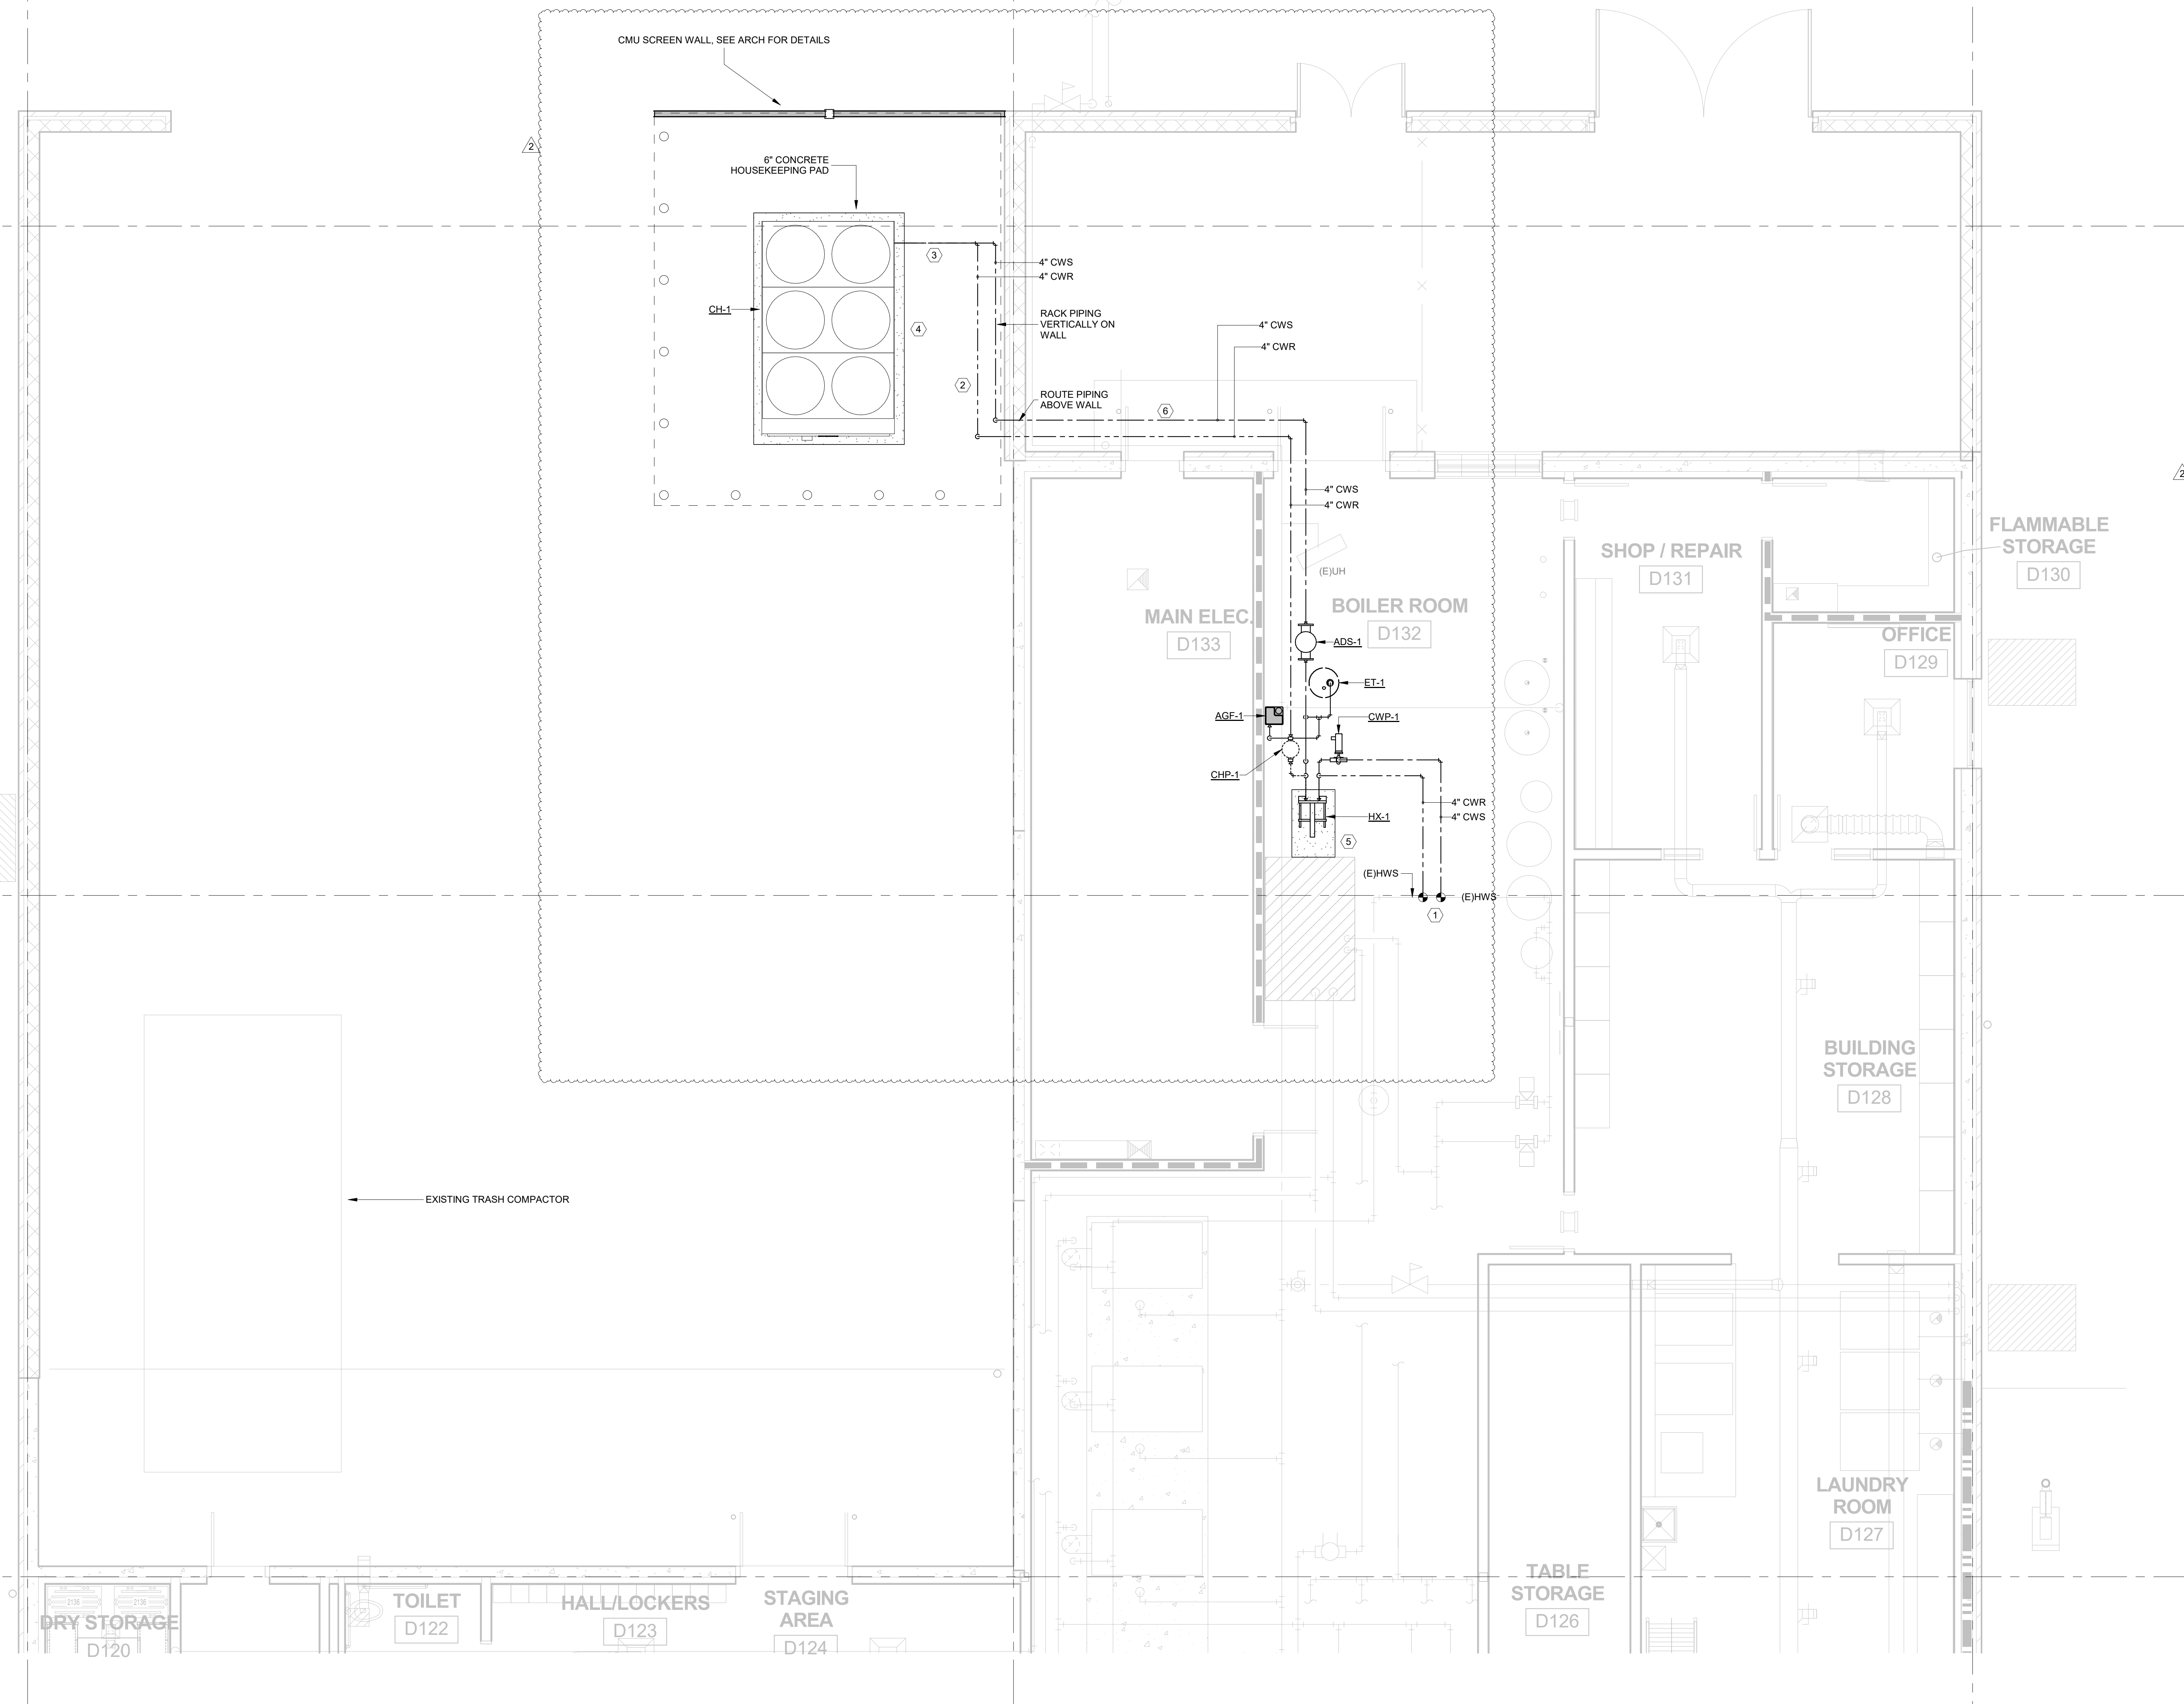 CMU SCREEN WALL, SEE ARCH FOR DETAILS
2
6" CONCRETE
HOUSEKEEPING PAD
3
4" CWS
4" CWR
CH-1
4
RACK PIPING
VERTICALLY ON
WALL
4" CWS
4" CWR
2
ROUTE PIPING
ABOVE WALL
6
2
4" CWS
4" CWR
(E)UH
MAIN ELEC.
D133
BOILER ROOM
D132
SHOP / REPAIR
D131
FLAMMABLE
STORAGE
D130
OFFICE
D129
ADS-1
ET-1
AGF-1
CWP-1
CHP-1
4" CWR
4" CWS
HX-1
5
(E)HWS
(E)HWS
1
BUILDING
STORAGE
D128
EXISTING TRASH COMPACTOR
LAUNDRY
ROOM
D127
TABLE
STORAGE
D126
2136
2136
DRY STORAGE
D120
TOILET
D122
HALL/LOCKERS
D123
STAGING
AREA
D124